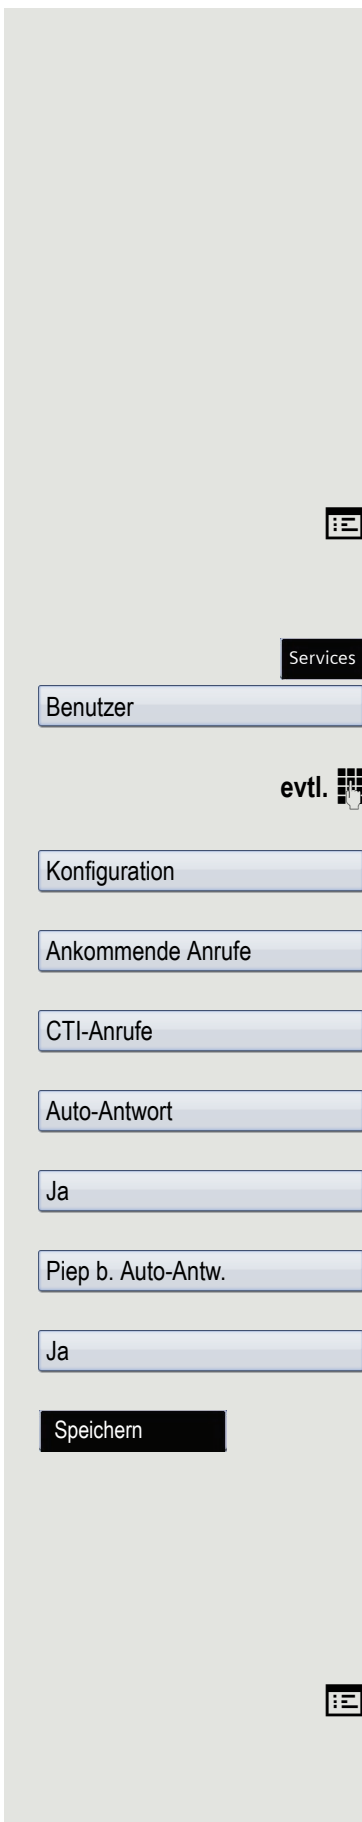 Services
Benutzer
evtl.
Konfiguration
Ankommende Anrufe
CTI-Anrufe
Auto-Antwort
Ja
Piep b. Auto-Antw.
Ja
Speichern